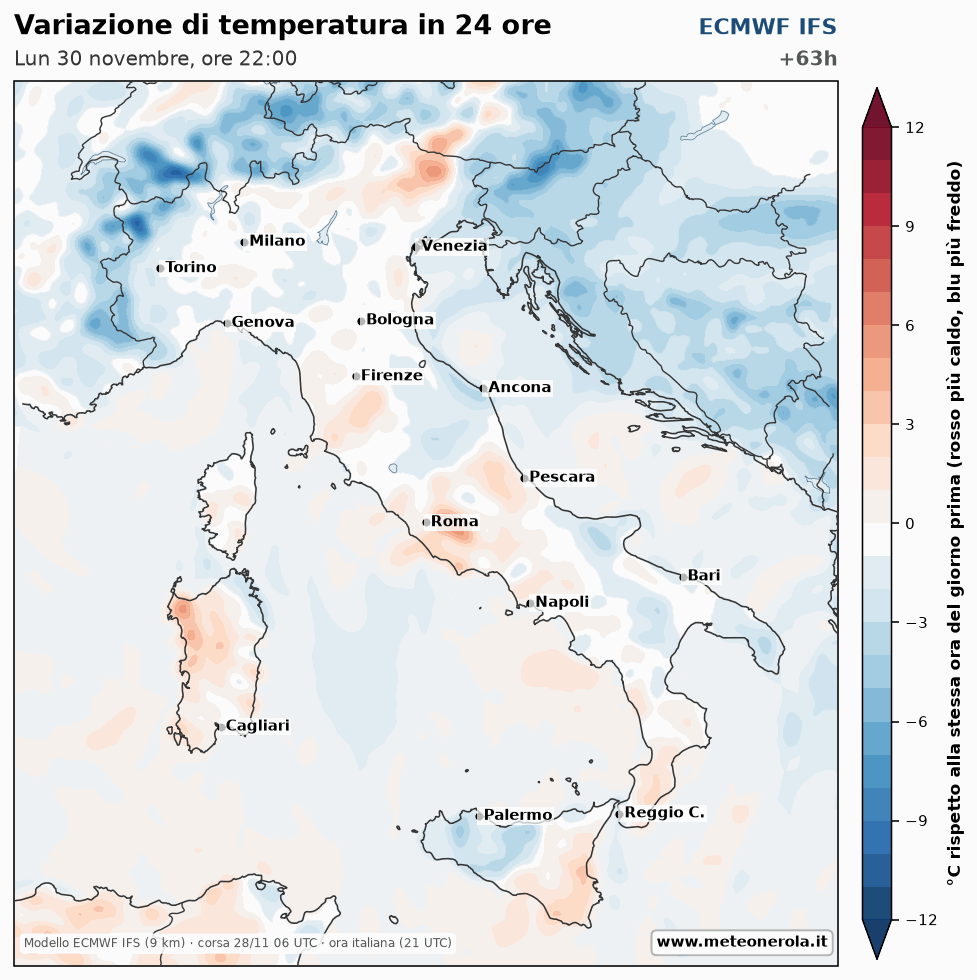 Variazione di temperatura in 24 ore
ECMWF IFS
Lun 30 novembre, ore 22:00
+63h
Milano
Venezia
Torino
Genova
Bologna
Firenze
Ancona
Pescara
Roma
Bari
Napoli
Cagliari
Palermo
Reggio C.
12
9
6
3
0
−3
−6
−9
−12
°C rispetto alla stessa ora del giorno prima (rosso più caldo, blu più freddo)
Modello ECMWF IFS (9 km) · corsa 28/11 06 UTC · ora italiana (21 UTC)
www.meteonerola.it